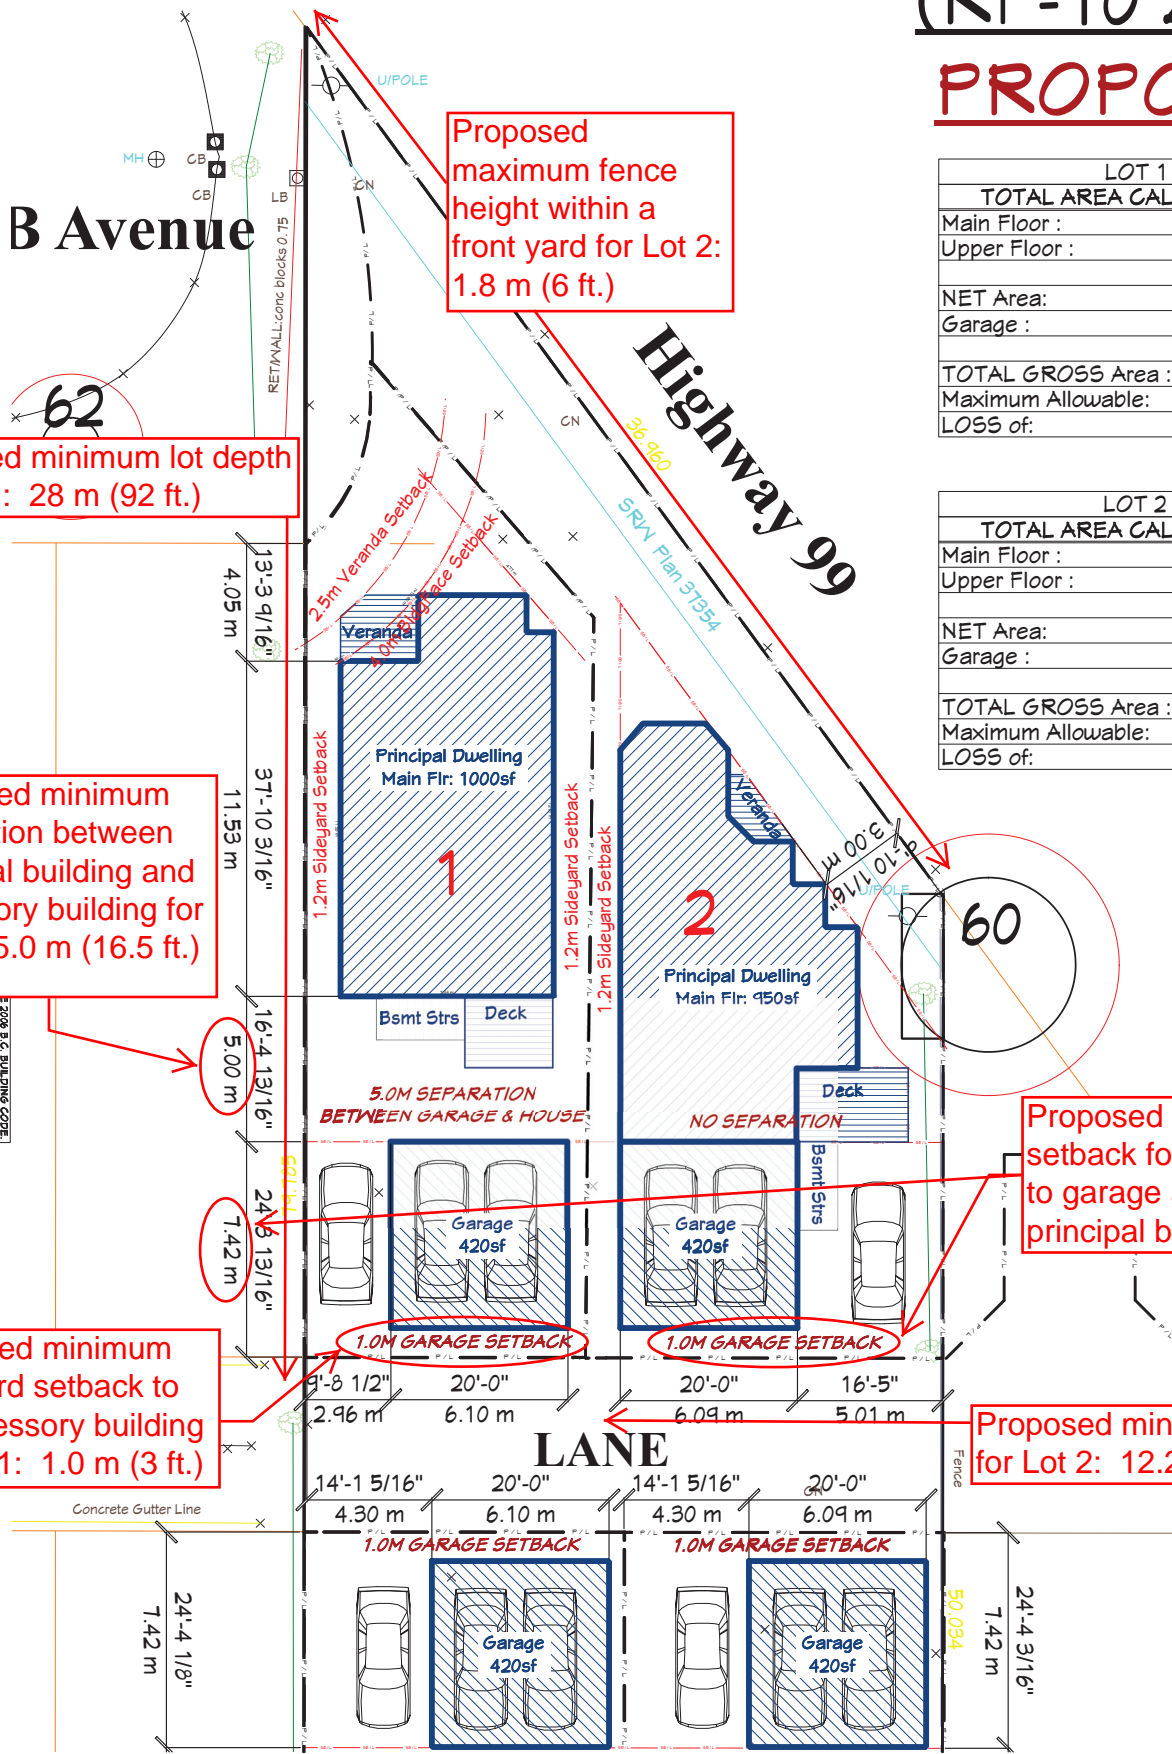 (RF-10
PROPO
U/POLE
MH
CB
CB
LB
CN
B Avenue
RET/WALL:conc blocks 0.75
Proposed
maximum fence
height within a
front yard for Lot 2:
1.8 m (6 ft.)
LOT 1
TOTAL AREA CAL
Main Floor :
Upper Floor :
NET Area:
Garage :
TOTAL GROSS Area :
Maximum Allowable:
LOSS of:
Highway 99
CN
36.960
SRW Plan 37354
62
ed minimum lot depth
: 28 m (92 ft.)
LOT 2
TOTAL AREA CAL
Main Floor :
Upper Floor :
NET Area:
Garage :
TOTAL GROSS Area :
Maximum Allowable:
LOSS of:
2.5m Veranda Setback
4.0m Bldg Face Setback
13'-3 9/16"
4.05 m
Veranda
Principal Dwelling
Main Flr: 1000sf
1
37'-10 3/16"
11.53 m
1.2m Sideyard Setback
1.2m Sideyard Setback
1.2m Sideyard Setback
Veranda
3.00 m
9'-10 1/16"
U/POLE
60
2
Principal Dwelling
Main Flr: 950sf
ed minimum
tion between
al building and
ory building for
5.0 m (16.5 ft.)
2006 B.C. BUILDING CODE.
16'-4 13/16"
5.00 m
Bsmt Strs
Deck
5.0M SEPARATION
BETWEEN GARAGE & HOUSE
NO SEPARATION
Deck
Bsmt Strs
Proposed
setback fo
to garage
principal b
24'-3 13/16"
7.42 m
Garage
420sf
Garage
420sf
1.0M GARAGE SETBACK
1.0M GARAGE SETBACK
ed minimum
rd setback to
essory building
1: 1.0 m (3 ft.)
9'-8 1/2"
20'-0"
20'-0"
16'-5"
2.96 m
6.10 m
6.09 m
5.01 m
LANE
Proposed min
for Lot 2: 12.2
Fence
14'-1 5/16"
20'-0"
14'-1 5/16"
20'-0"
CN
4.30 m
6.10 m
4.30 m
6.09 m
Concrete Gutter Line
1.0M GARAGE SETBACK
1.0M GARAGE SETBACK
24'-4 1/8"
7.42 m
Garage
420sf
Garage
420sf
50.034
24'-4 3/16"
7.42 m